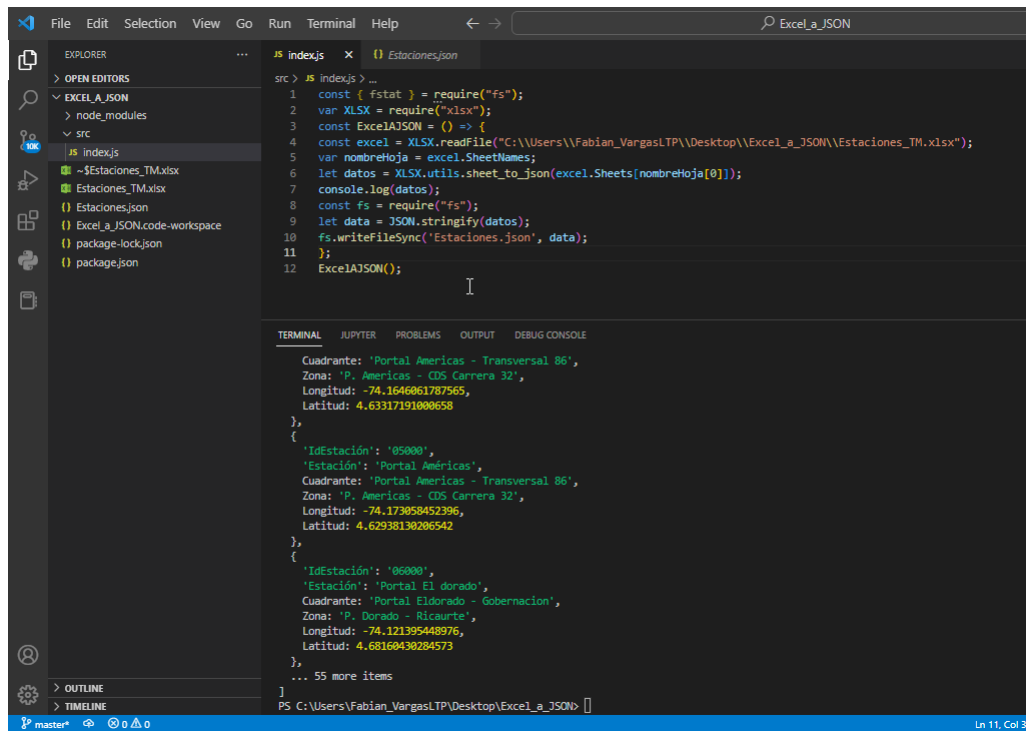 File Edit Selection View Go Run Terminal Help
Excel_a_JSON
EXPLORER
OPEN EDITORS
EXCEL_A_JSON
node_modules
src
JS index.js
~$Estaciones_TM.xlsx
Estaciones_TM.xlsx
{} Estaciones.json
{} Excel_a_JSON.code-workspace
{} package-lock.json
{} package.json
OUTLINE
TIMELINE
10K
JS index.js {} Estaciones.json
src > JS index.js > ...
1 const { fstat } = require("fs");
2 var XLSX = require("xlsx");
3 const ExcelAJSON = () => {
4 const excel = XLSX.readFile("C:\\Users\\Fabian_VargasLTP\\Desktop\\Excel_a_JSON\\Estaciones_TM.xlsx");
5 var nombreHoja = excel.SheetNames;
6 let datos = XLSX.utils.sheet_to_json(excel.Sheets[nombreHoja[0]]);
7 console.log(datos);
8 const fs = require("fs");
9 let data = JSON.stringify(datos);
10 fs.writeFileSync('Estaciones.json', data);
11 };
12 ExcelAJSON();
TERMINAL JUPYTER PROBLEMS OUTPUT DEBUG CONSOLE
Cuadrante: 'Portal Americas - Transversal 86',
Zona: 'P. Americas - CDS Carrera 32',
Longitud: -74.1646061787565,
Latitud: 4.63317191000658
},
{
'IdEstación': '05000',
'Estación': 'Portal Américas',
Cuadrante: 'Portal Americas - Transversal 86',
Zona: 'P. Americas - CDS Carrera 32',
Longitud: -74.173058452396,
Latitud: 4.62938130206542
},
{
'IdEstación': '06000',
'Estación': 'Portal El dorado',
Cuadrante: 'Portal Eldorado - Gobernacion',
Zona: 'P. Dorado - Ricaurte',
Longitud: -74.121395448976,
Latitud: 4.68160430284573
},
... 55 more items
]
PS C:\Users\Fabian_VargasLTP\Desktop\Excel_a_JSON>
master* 0 0
Ln 11, Col 3